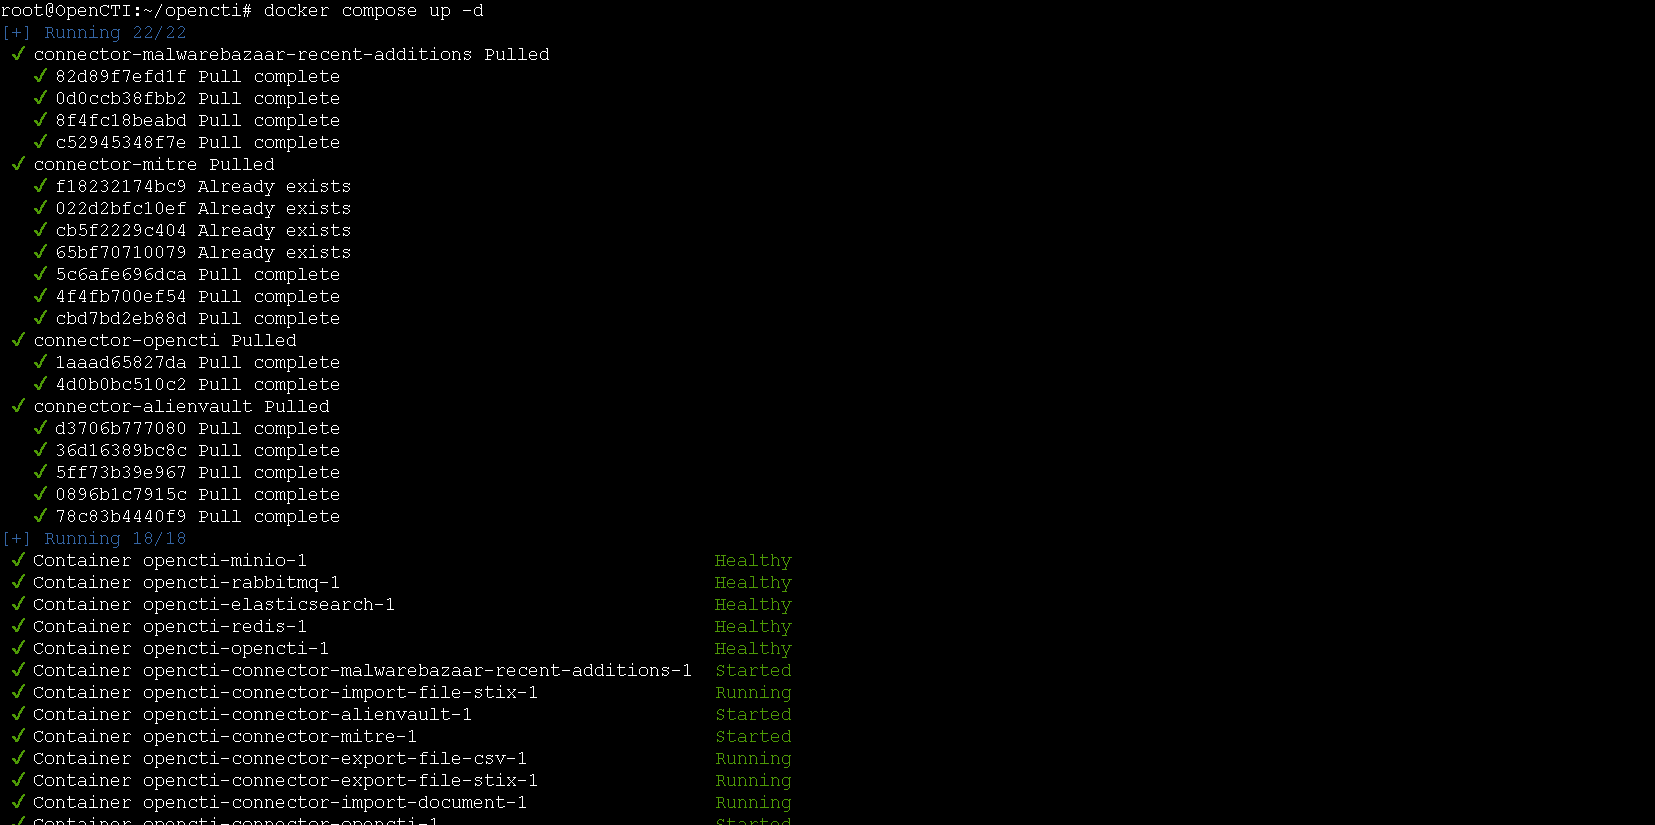 root@OpenCTI:~/opencti# docker compose up -d
[+] Running 22/22
✓ connector-malwarebazaar-recent-additions Pulled
✓ 82d89f7efd1f Pull complete
✓ 0d0ccb38fbb2 Pull complete
✓ 8f4fc18beabd Pull complete
✓ c52945348f7e Pull complete
✓ connector-mitre Pulled
✓ f18232174bc9 Already exists
✓ 022d2bfc10ef Already exists
✓ cb5f2229c404 Already exists
✓ 65bf70710079 Already exists
✓ 5c6afe696dca Pull complete
✓ 4f4fb700ef54 Pull complete
✓ cbd7bd2eb88d Pull complete
✓ connector-opencti Pulled
✓ 1aaad65827da Pull complete
✓ 4d0b0bc510c2 Pull complete
✓ connector-alienvault Pulled
✓ d3706b777080 Pull complete
✓ 36d16389bc8c Pull complete
✓ 5ff73b39e967 Pull complete
✓ 0896b1c7915c Pull complete
✓ 78c83b4440f9 Pull complete
[+] Running 18/18
✓ Container opencti-minio-1 Healthy
✓ Container opencti-rabbitmq-1 Healthy
✓ Container opencti-elasticsearch-1 Healthy
✓ Container opencti-redis-1 Healthy
✓ Container opencti-opencti-1 Healthy
✓ Container opencti-connector-malwarebazaar-recent-additions-1 Started
✓ Container opencti-connector-import-file-stix-1 Running
✓ Container opencti-connector-alienvault-1 Started
✓ Container opencti-connector-mitre-1 Started
✓ Container opencti-connector-export-file-csv-1 Running
✓ Container opencti-connector-export-file-stix-1 Running
✓ Container opencti-connector-import-document-1 Running
✓ Container opencti-connector-opencti-1 Started